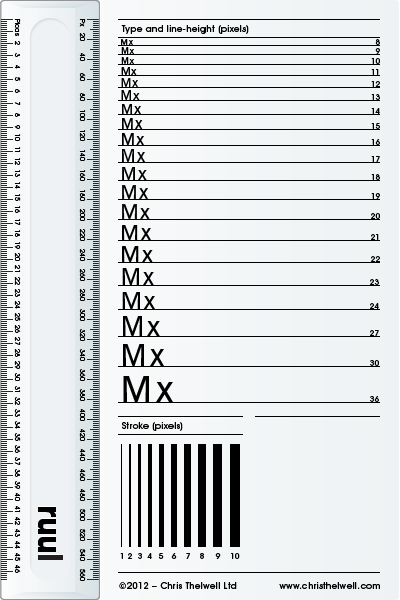 Picas 2 3 4 5 6 7 8 9 10 11 12 13 14 15 16 17 18 19 20 21 22 23 24 25 26 27 28 29 30 31 32 33 34 35 36 37 38 39 40 41 42 43 44 45 46
ruul
Px 20 40 60 80 100 120 140 160 180 200 220 240 260 280 300 320 340 360 380 400 420 440 460 480 500 520 540 560
Type and line-height (pixels)
Mx 8
Mx 9
Mx 10
Mx 11
Mx 12
Mx 13
Mx 14
Mx 15
Mx 16
Mx 17
Mx 18
Mx 19
Mx 20
Mx 21
Mx 22
Mx 23
Mx 24
Mx 27
Mx 30
Mx 36
Stroke (pixels)
1 2 3 4 5 6 7 8 9 10
©2012 – Chris Thelwell Ltd www.christhelwell.com